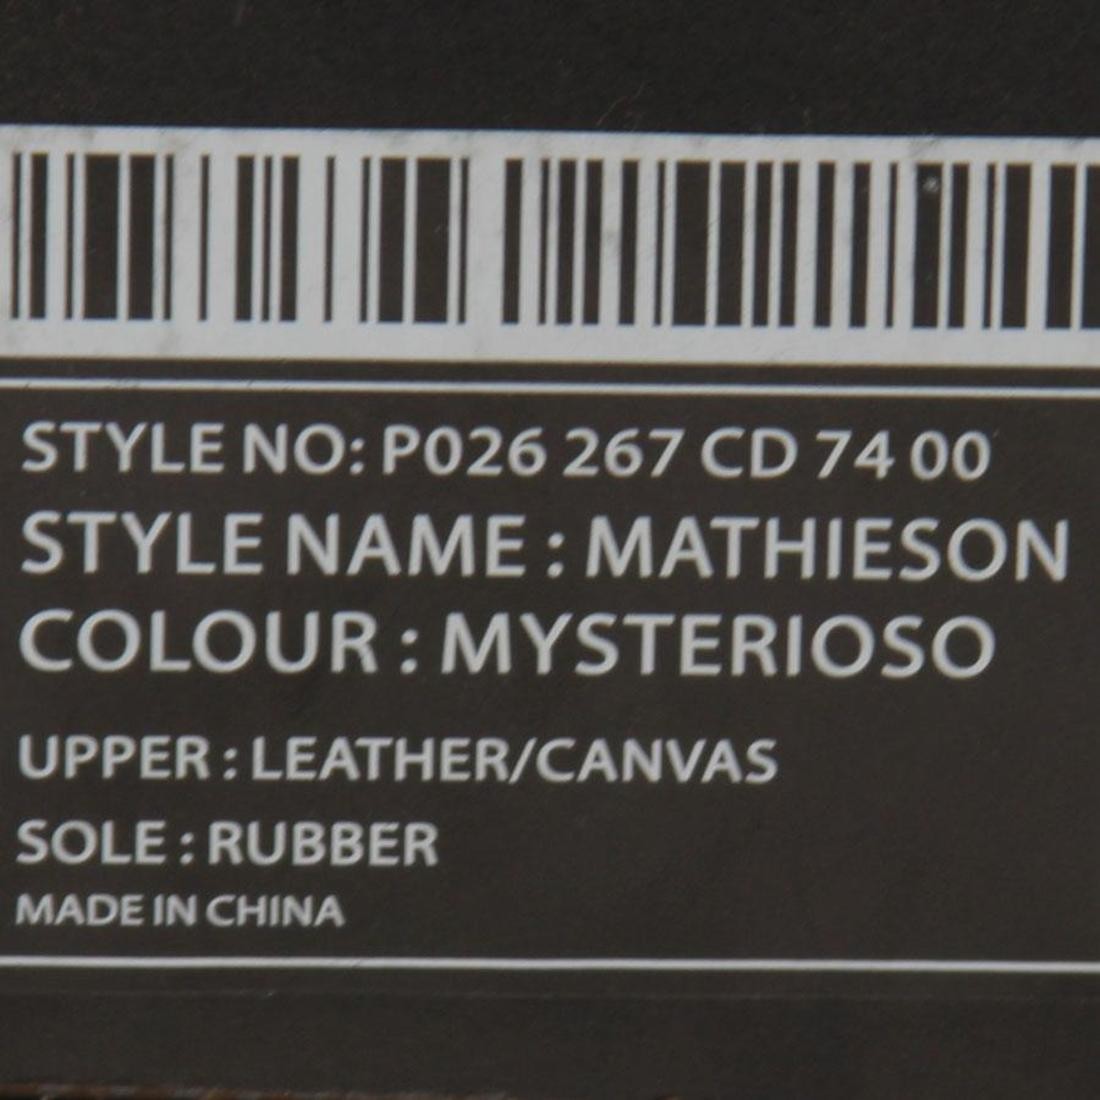 STYLE NO: P026 267 CD 74 00
STYLE NAME : MATHIESON
COLOUR : MYSTERIOSO
UPPER : LEATHER/CANVAS
SOLE : RUBBER
MADE IN CHINA